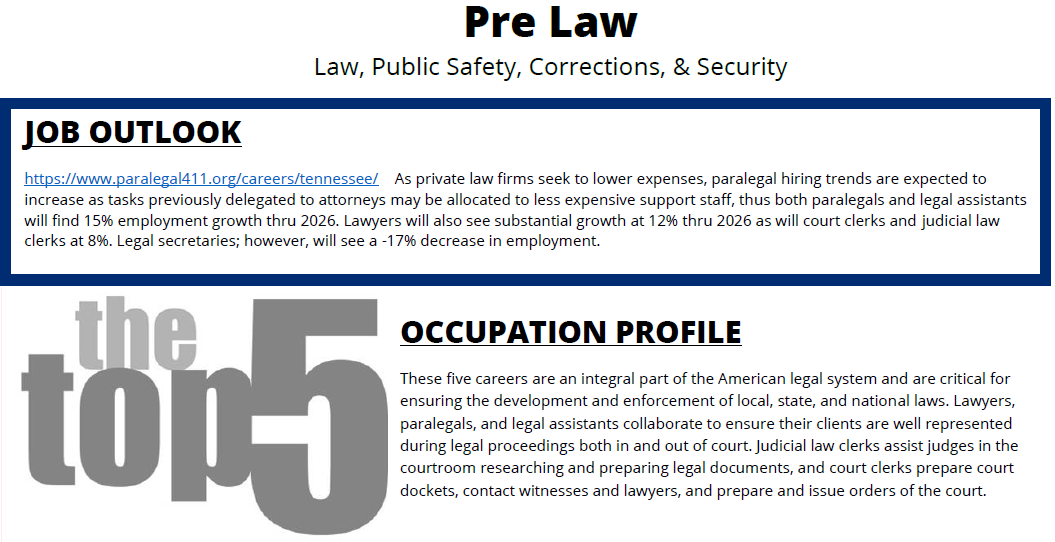 Pre Law
Law, Public Safety, Corrections, & Security
JOB OUTLOOK
https://www.paralegal411.org/careers/tennessee/ As private law firms seek to lower expenses, paralegal hiring trends are expected to
increase as tasks previously delegated to attorneys may be allocated to less expensive support staff, thus both paralegals and legal assistants
will find 15% employment growth thru 2026. Lawyers will also see substantial growth at 12% thru 2026 as will court clerks and judicial law
clerks at 8%. Legal secretaries; however, will see a -17% decrease in employment.
the
top 5
OCCUPATION PROFILE
These five careers are an integral part of the American legal system and are critical for
ensuring the development and enforcement of local, state, and national laws. Lawyers,
paralegals, and legal assistants collaborate to ensure their clients are well represented
during legal proceedings both in and out of court. Judicial law clerks assist judges in the
courtroom researching and preparing legal documents, and court clerks prepare court
dockets, contact witnesses and lawyers, and prepare and issue orders of the court.